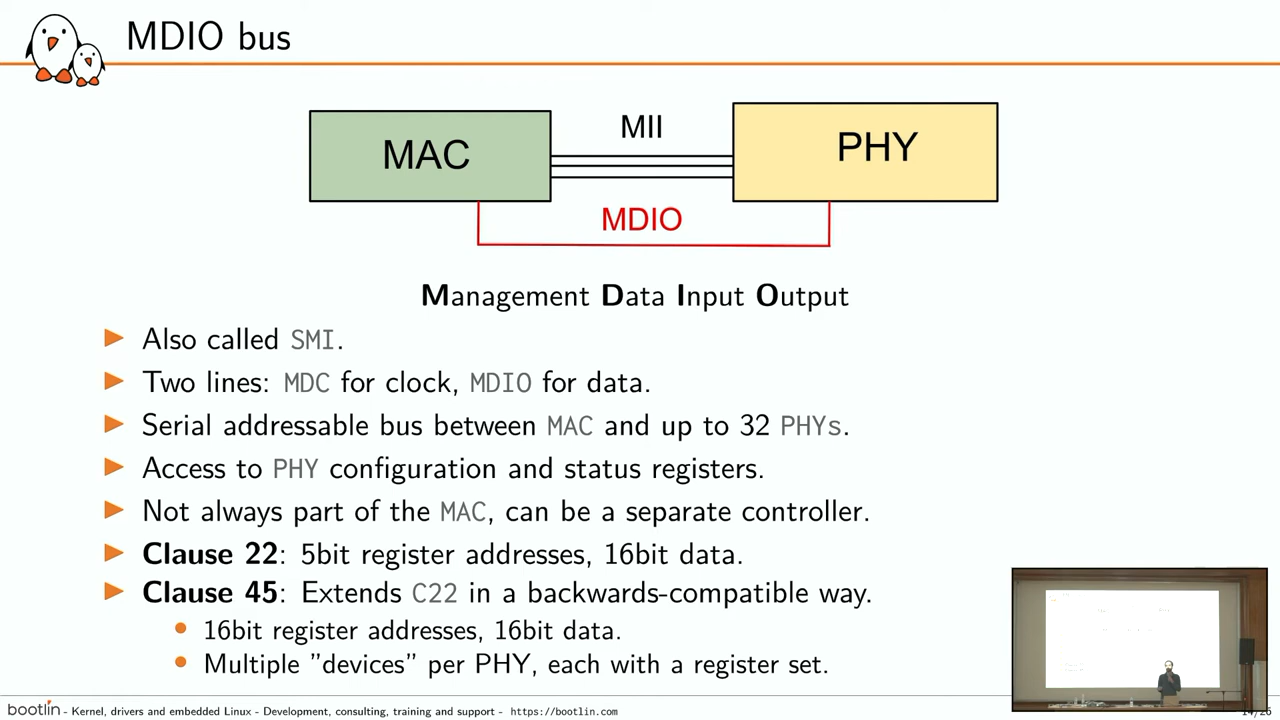 MDIO bus
MAC
MII
PHY
MDIO
Management Data Input Output
Also called SMI.
Two lines: MDC for clock, MDIO for data.
Serial addressable bus between MAC and up to 32 PHYs.
Access to PHY configuration and status registers.
Not always part of the MAC, can be a separate controller.
Clause 22: 5bit register addresses, 16bit data.
Clause 45: Extends C22 in a backwards-compatible way.
16bit register addresses, 16bit data.
Multiple "devices" per PHY, each with a register set.
bootlin - Kernel, drivers and embedded Linux - Development, consulting, training and support - https://bootlin.com